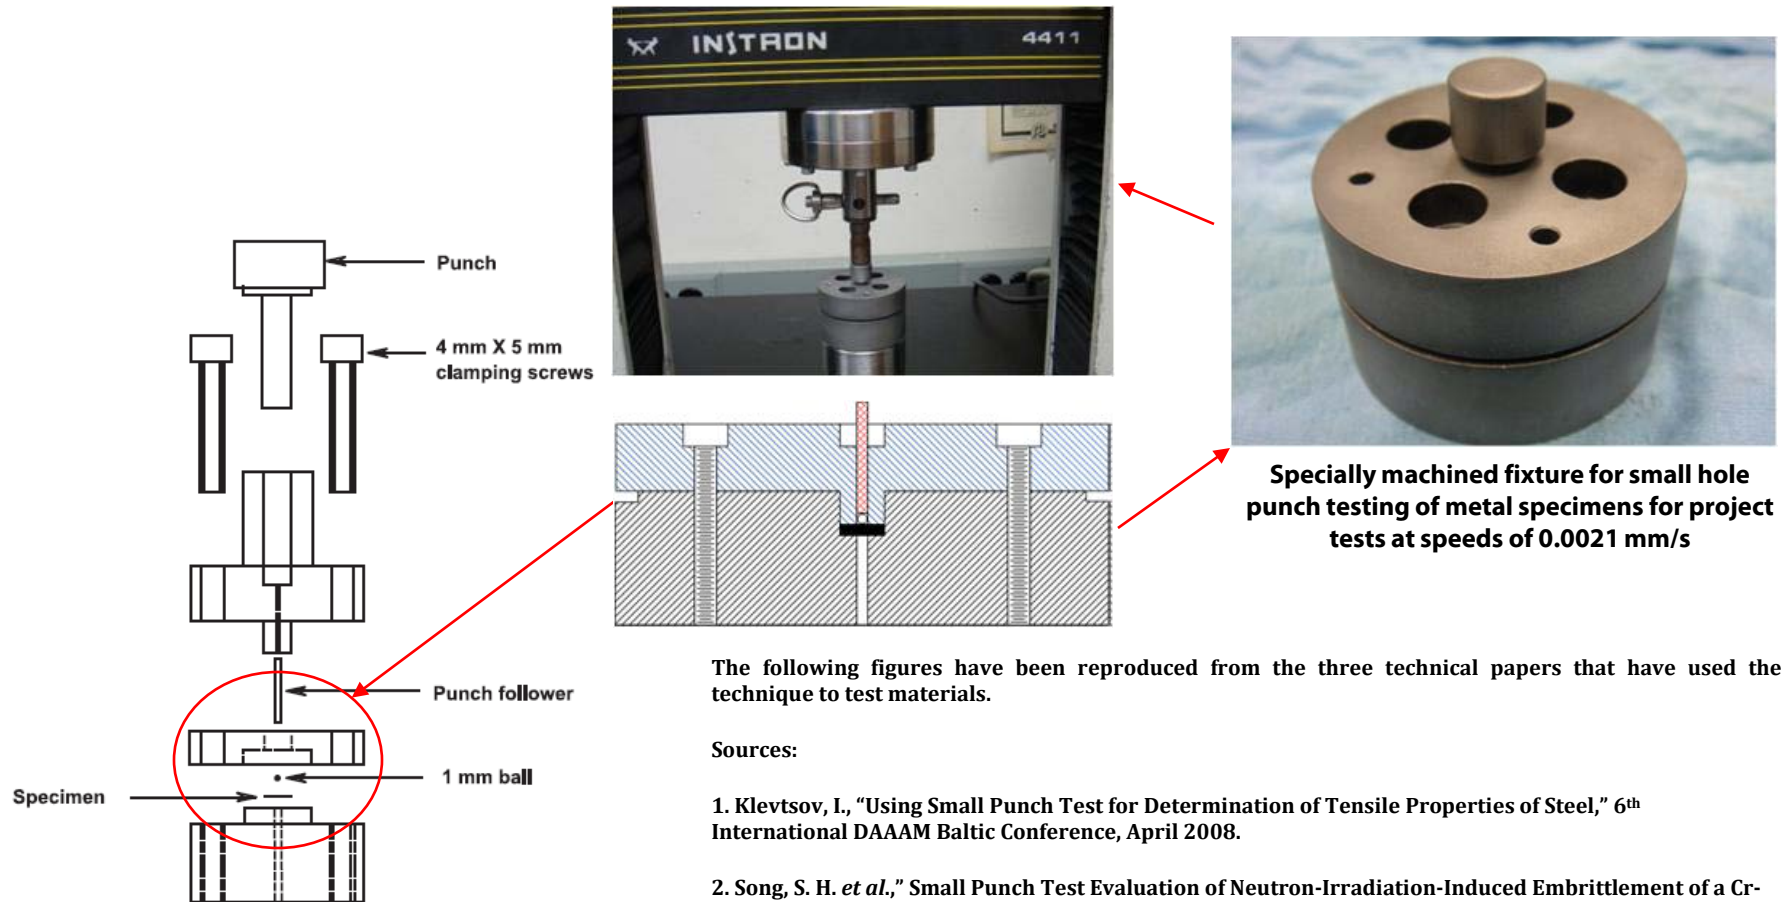 INSTRON 4411
Punch
4 mm X 5 mm
clamping screws
Punch follower
1 mm ball
Specimen
Specially machined fixture for small hole
punch testing of metal specimens for project
tests at speeds of 0.0021 mm/s
The following figures have been reproduced from the three technical papers that have used the
technique to test materials.
Sources:
1. Klevtsov, I., “Using Small Punch Test for Determination of Tensile Properties of Steel,” 6th
International DAAAM Baltic Conference, April 2008.
2. Song, S. H. et al.,” Small Punch Test Evaluation of Neutron-Irradiation-Induced Embrittlement of a Cr-